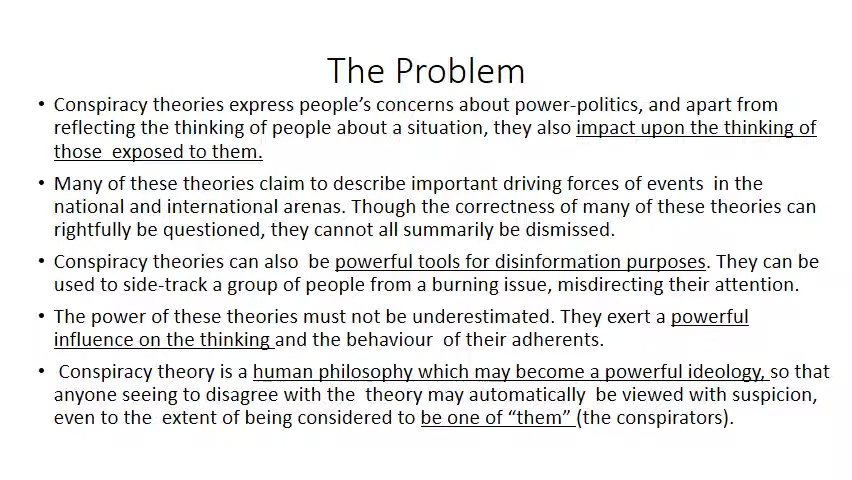 The Problem
• Conspiracy theories express people's concerns about power-politics, and apart from
reflecting the thinking of people about a situation, they also impact upon the thinking of
those exposed to them.
• Many of these theories claim to describe important driving forces of events in the
national and international arenas. Though the correctness of many of these theories can
rightfully be questioned, they cannot all summarily be dismissed.
• Conspiracy theories can also be powerful tools for disinformation purposes. They can be
used to side-track a group of people from a burning issue, misdirecting their attention.
• The power of these theories must not be underestimated. They exert a powerful
influence on the thinking and the behaviour of their adherents.
• Conspiracy theory is a human philosophy which may become a powerful ideology, so that
anyone seeing to disagree with the theory may automatically be viewed with suspicion,
even to the extent of being considered to be one of “them” (the conspirators).